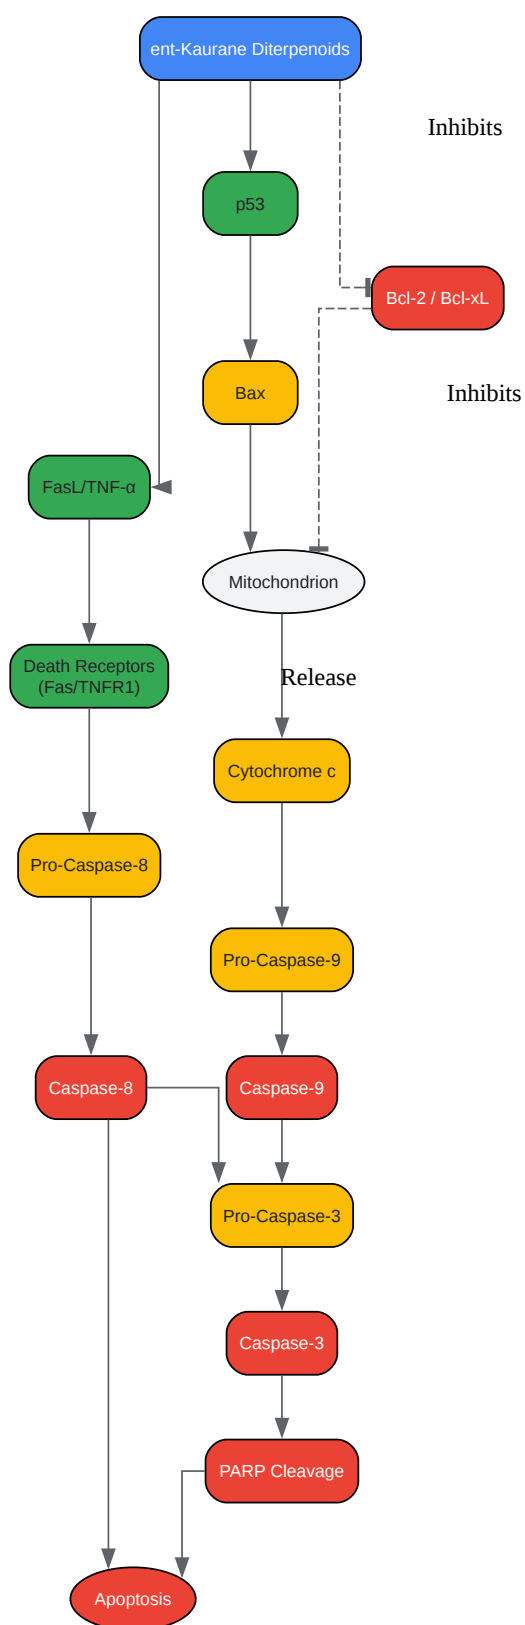 ent-Kaurane Diterpenoids
Inhibits
p53
Bcl-2 / Bcl-xL
Bax
Inhibits
FasL/TNF-α
Mitochondrion
Death Receptors
(Fas/TNFR1)
Release
Cytochrome c
Pro-Caspase-8
Pro-Caspase-9
Caspase-8
Caspase-9
Pro-Caspase-3
Caspase-3
PARP Cleavage
Apoptosis